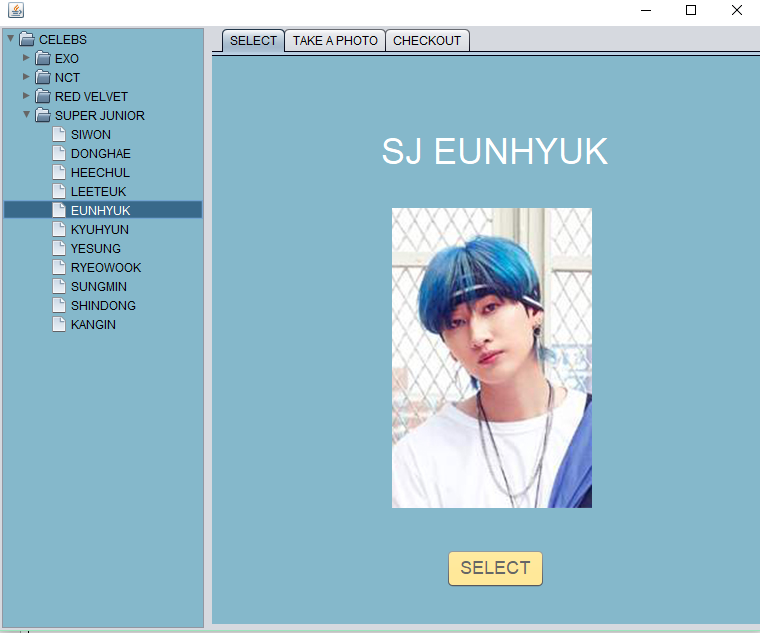 CELEBS
EXO
NCT
RED VELVET
SUPER JUNIOR
SIWON
DONGHAE
HEECHUL
LEETEUK
EUNHYUK
KYUHYUN
YESUNG
RYEOWOOK
SUNGMIN
SHINDONG
KANGIN
SELECT
TAKE A PHOTO
CHECKOUT
SJ EUNHYUK
SELECT